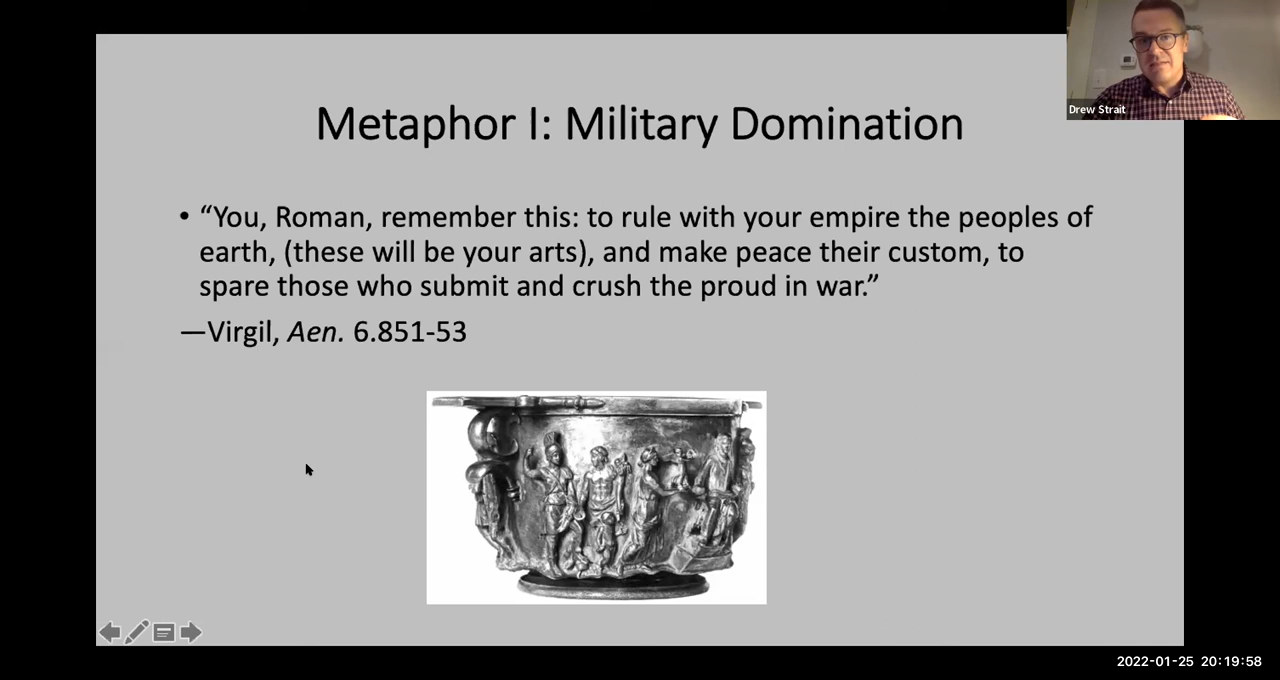 Drew Strait
Metaphor I: Military Domination
• “You, Roman, remember this: to rule with your empire the peoples of
earth, (these will be your arts), and make peace their custom, to
spare those who submit and crush the proud in war.”
—Virgil, Aen. 6.851-53
2022-01-25 20:19:58